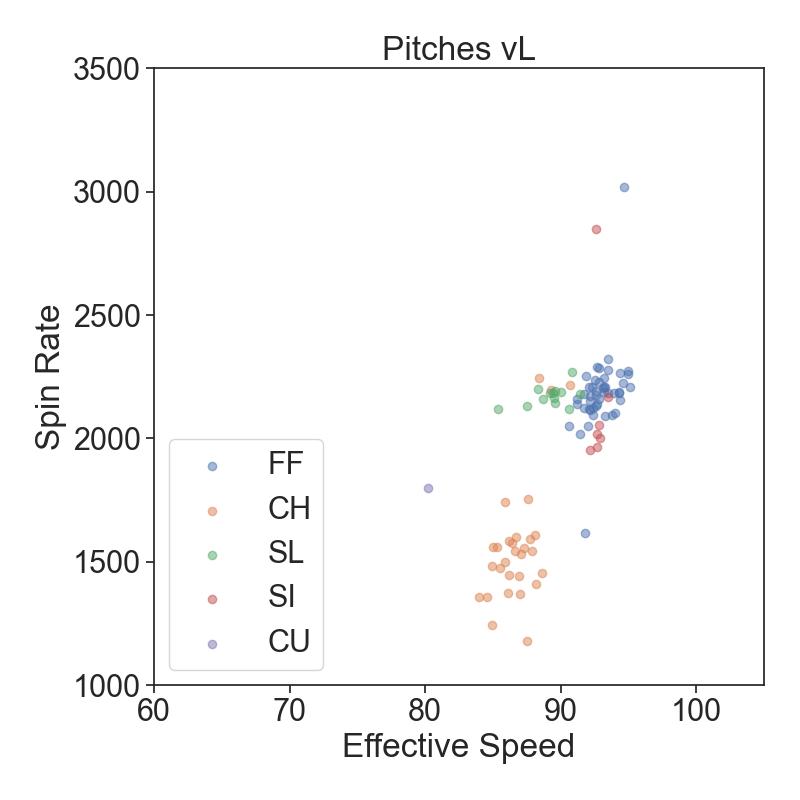 Pitches vL
3500
3000
2500
2000
1500
1000
Spin Rate
FF
CH
SL
SI
CU
60 70 80 90 100
Effective Speed